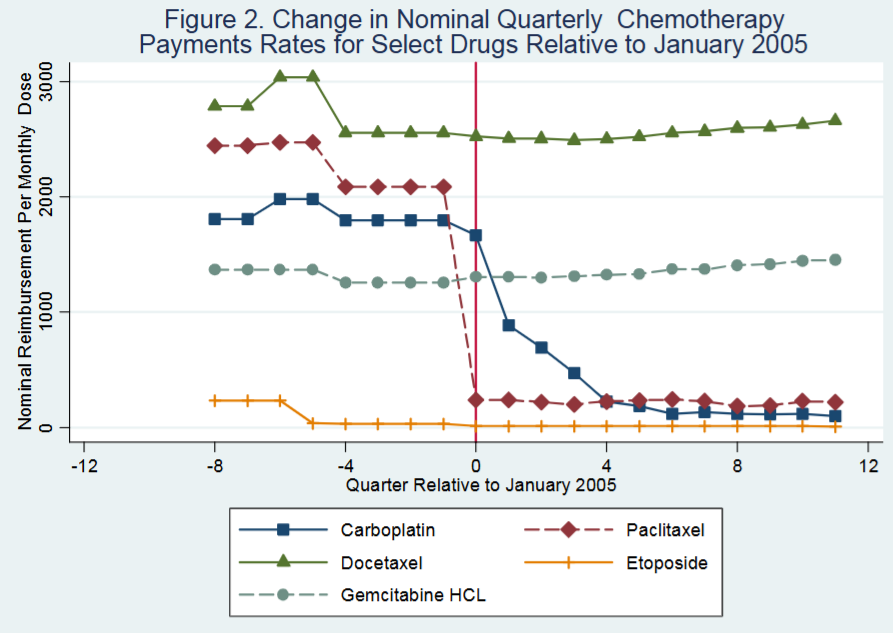 Figure 2. Change in Nominal Quarterly  Chemotherapy
Payments Rates for Select Drugs Relative to January 2005
Nominal Reimbursement Per Monthly  Dose
3000
2000
1000
0
-12 -8 -4 0 4 8 12
Quarter Relative to January 2005
Carboplatin Paclitaxel
Docetaxel Etoposide
Gemcitabine HCL